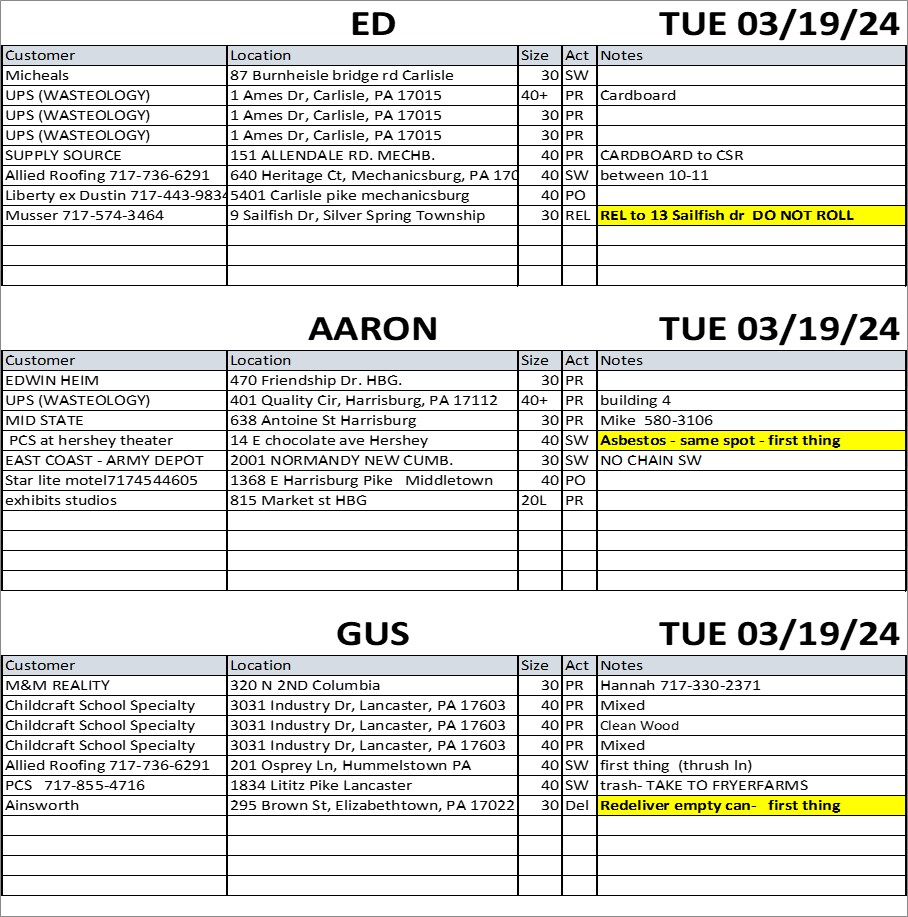 ED TUE 03/19/24
Customer Location Size Act Notes
Micheals 87 Burnheisle bridge rd Carlisle 30 SW
UPS (WASTEOLOGY) 1 Ames Dr, Carlisle, PA 17015 40+ PR Cardboard
UPS (WASTEOLOGY) 1 Ames Dr, Carlisle, PA 17015 30 PR
UPS (WASTEOLOGY) 1 Ames Dr, Carlisle, PA 17015 30 PR
SUPPLY SOURCE 151 ALLENDALE RD. MECHB. 40 PR CARDBOARD to CSR
Allied Roofing 717-736-6291 640 Heritage Ct, Mechanicsburg, PA 170 40 SW between 10-11
Liberty ex Dustin 717-443-9834 5401 Carlisle pike mechanicsburg 40 PO
Musser 717-574-3464 9 Sailfish Dr, Silver Spring Township 30 REL REL to 13 Sailfish dr DO NOT ROLL
AARON TUE 03/19/24
Customer Location Size Act Notes
EDWIN HEIM 470 Friendship Dr. HBG. 30 PR
UPS (WASTEOLOGY) 401 Quality Cir, Harrisburg, PA 17112 40+ PR building 4
MID STATE 638 Antoine St Harrisburg 30 PR Mike 580-3106
PCS at hershey theater 14 E chocolate ave Hershey 40 SW Asbestos - same spot - first thing
EAST COAST - ARMY DEPOT 2001 NORMANDY NEW CUMB. 30 SW NO CHAIN SW
Star lite motel7174544605 1368 E Harrisburg Pike Middletown 40 PO
exhibits studios 815 Market st HBG 20L PR
GUS TUE 03/19/24
Customer Location Size Act Notes
M&M REALITY 320 N 2ND Columbia 30 PR Hannah 717-330-2371
Childcraft School Specialty 3031 Industry Dr, Lancaster, PA 17603 40 PR Mixed
Childcraft School Specialty 3031 Industry Dr, Lancaster, PA 17603 40 PR Clean Wood
Childcraft School Specialty 3031 Industry Dr, Lancaster, PA 17603 40 PR Mixed
Allied Roofing 717-736-6291 201 Osprey Ln, Hummelstown PA 40 SW first thing (thrush ln)
PCS 717-855-4716 1834 Lititz Pike Lancaster 40 SW trash- TAKE TO FRYERFARMS
Ainsworth 295 Brown St, Elizabethtown, PA 17022 30 Del Redeliver empty can- first thing